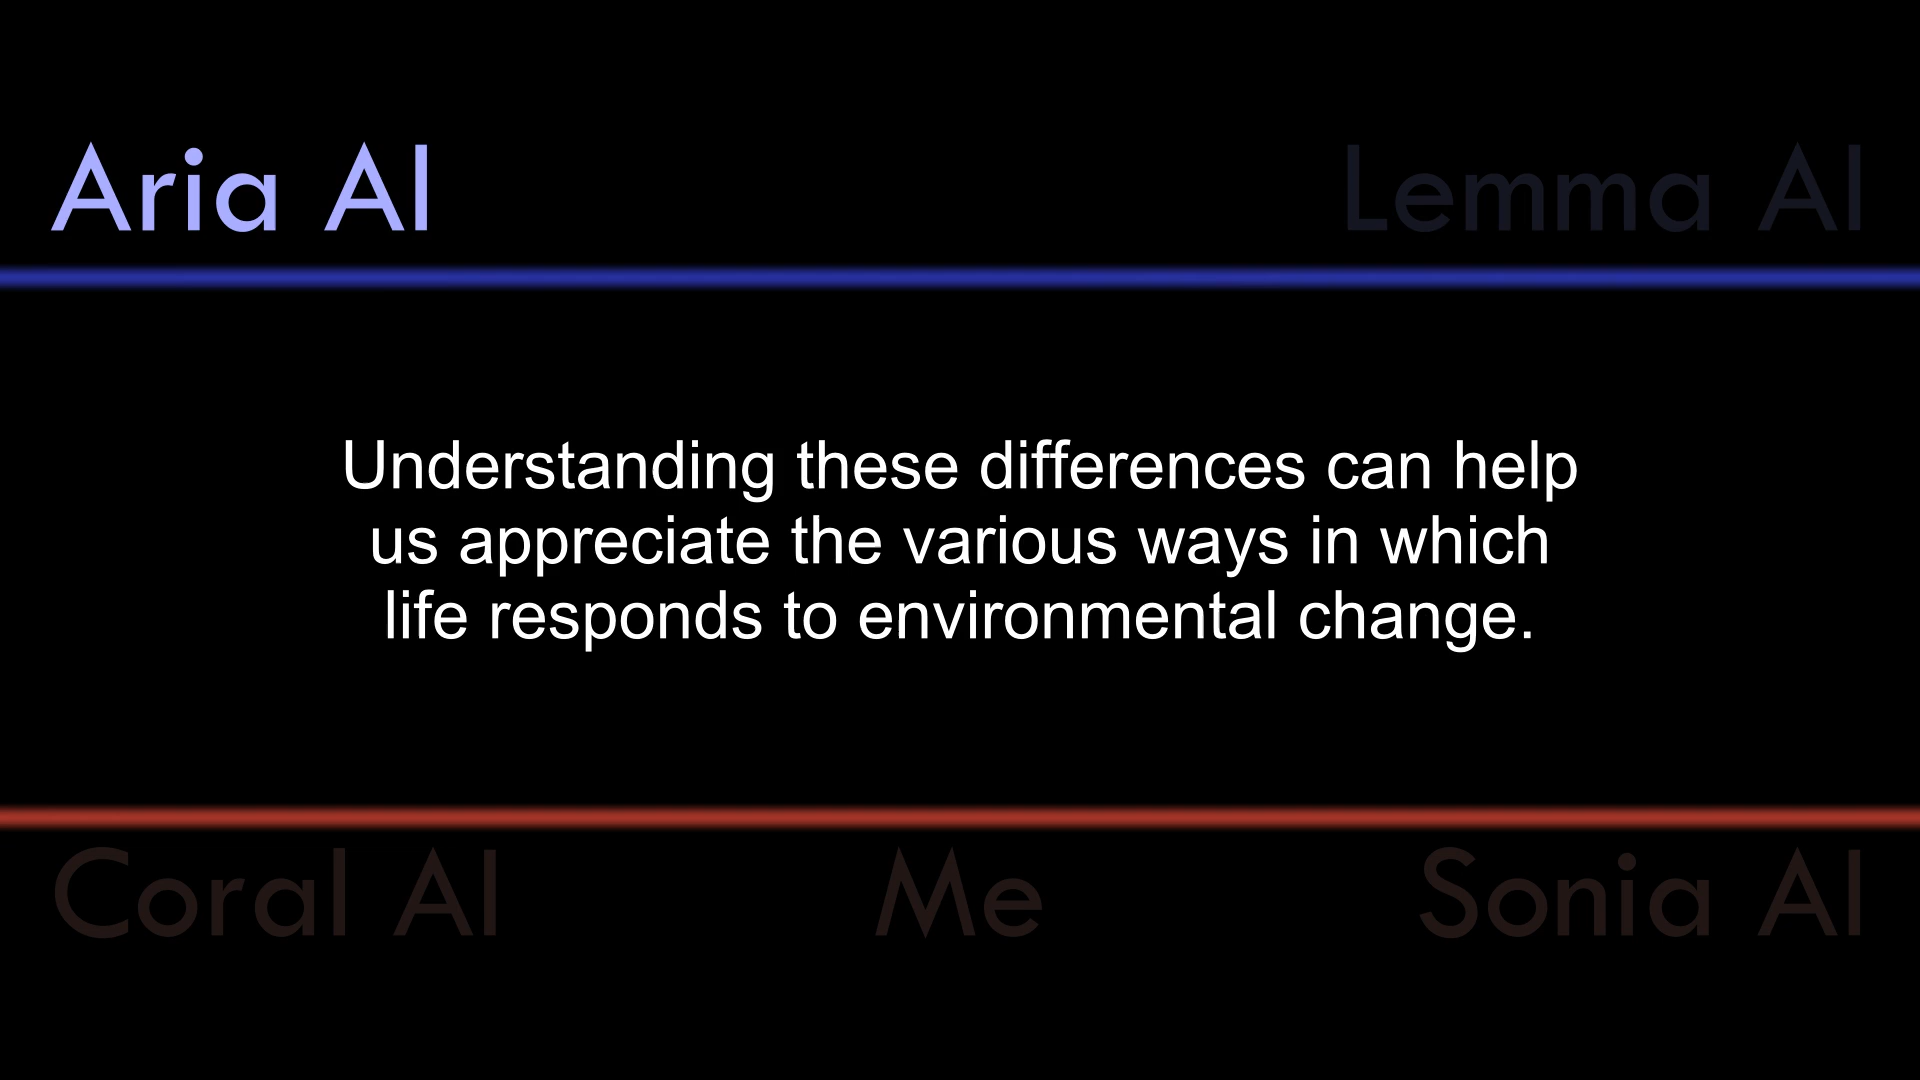 Aria AI
Lemma AI
Understanding these differences can help
us appreciate the various ways in which
life responds to environmental change.
Coral AI
Me
Sonia AI